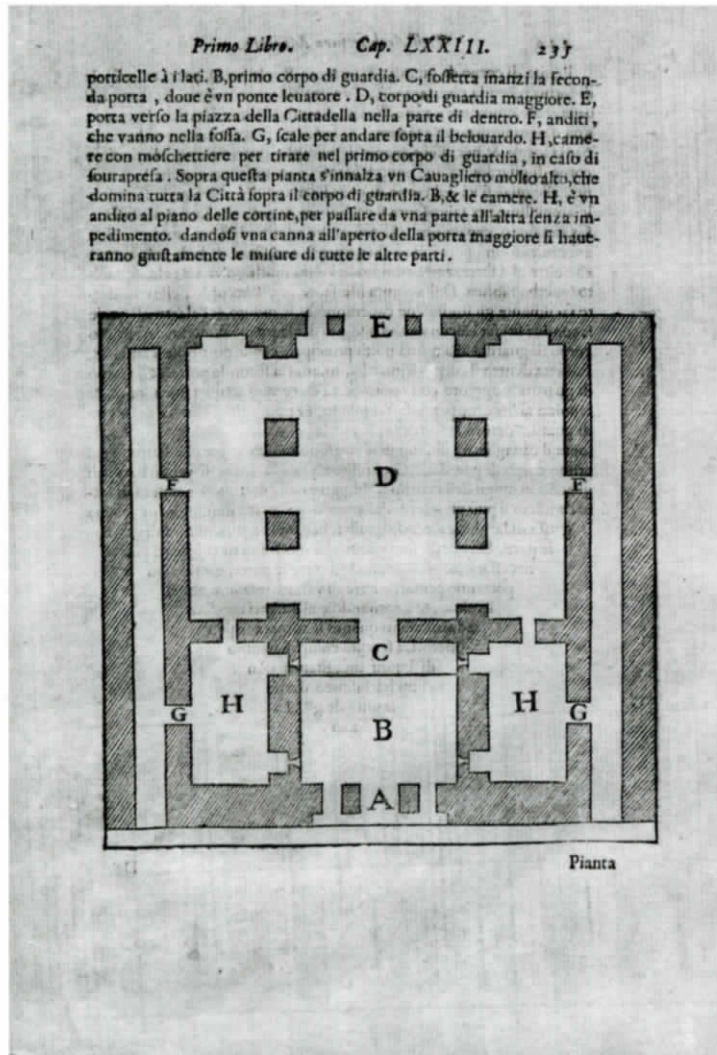 Primo Libro. Cap. LXXIII. 235
porticelle à i lati. B, primo corpo di guardia. C, fossetta inanzi la secon-
da porta, doue è vn ponte leuatore. D, corpo di guardia maggiore. E,
porta verso la piazza della Cittadella nella parte di dentro. F, anditi,
che vanno nella fossa. G, scale per andare sopra il belouardo. H, came-
re con moschettiere per tirare nel primo corpo di guardia, in caso di
sourapresa. Sopra questa pianta s'innalza vn Cauagliero molto alto, che
domina tutta la Città sopra il corpo di guardia. B, & le camere. H, è vn
andito al piano delle cortine, per passare da vna parte all'altra senza im-
pedimento. dandosi vna canna all'aperto della porta maggiore si haue-
ranno giustamente le misure di tutte le altre parti.
E
D
F F
C
H H
G G
B
A
Pianta